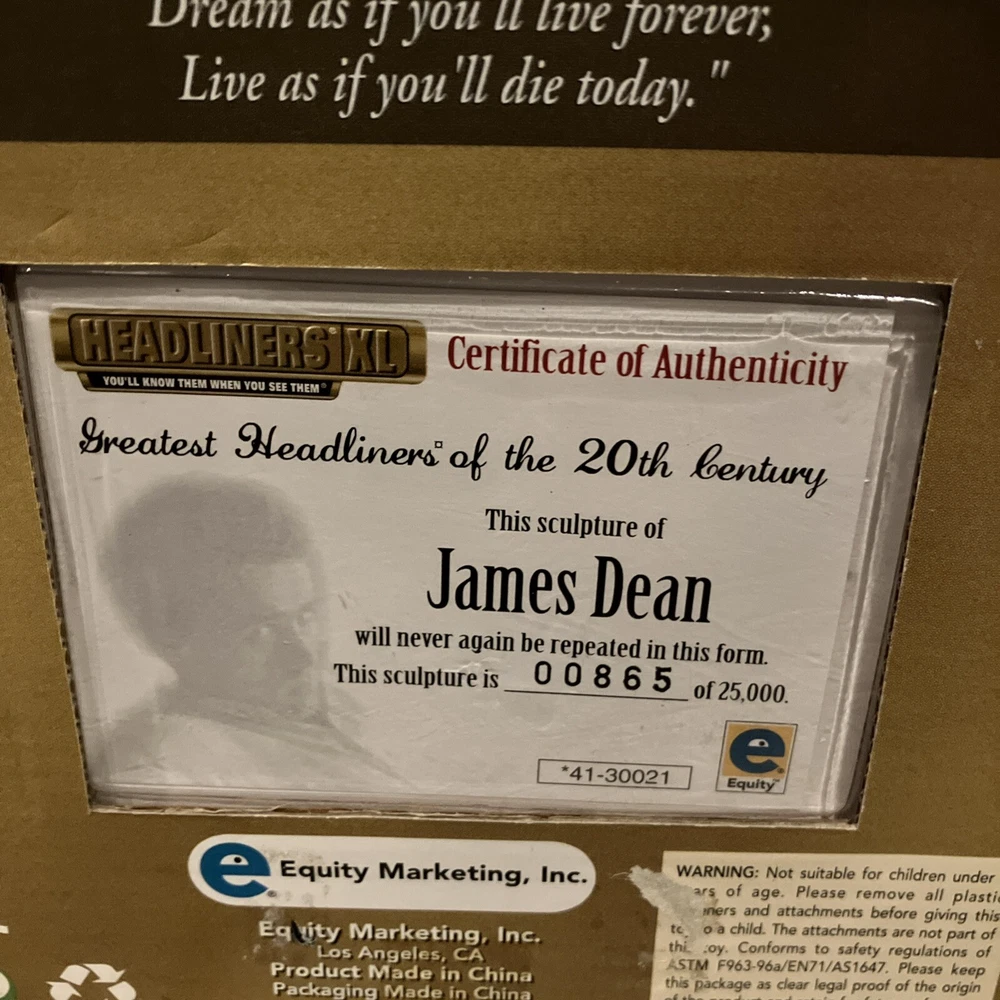 Dream as if you'll live forever,
Live as if you'll die today."
HEADLINERS® XL
YOU'LL KNOW THEM WHEN YOU SEE THEM®
Certificate of Authenticity
Greatest Headliners® of the 20th Century
This sculpture of
James Dean
will never again be repeated in this form.
This sculpture is 00865 of 25,000.
*41-30021
e
Equity™
e
Equity Marketing, Inc.
Equity Marketing, Inc.
Los Angeles, CA
Product Made in China
Packaging Made in China
WARNING: Not suitable for children under
of age. Please remove all
and attachments before giving this
to a child. The attachments are not part of
toy. Conforms to safety regulations of
ASTM F963-96a/EN71/AS1647. Please keep
this package as clear legal proof of the origin